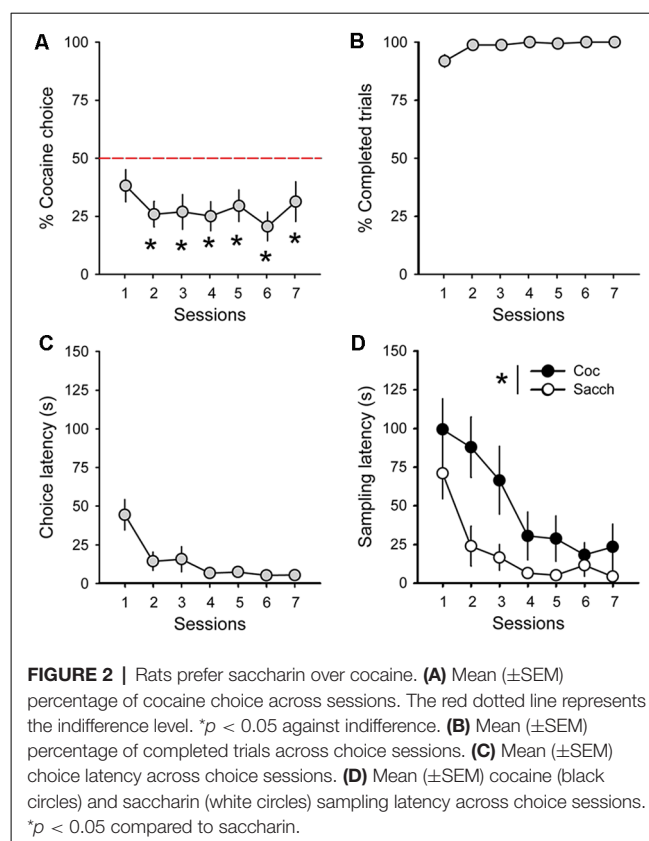 A
B
100
75
50
25
0
% Cocaine choice
* * * * * *
1 2 3 4 5 6 7
Sessions
100
75
50
25
0
% Completed trials
1 2 3 4 5 6 7
Sessions
C
D
150
125
100
75
50
25
0
Choice latency (s)
1 2 3 4 5 6 7
Sessions
150
125
100
75
50
25
0
Sampling latency (s)
*
Coc
Sacch
1 2 3 4 5 6 7
Sessions
FIGURE 2 | Rats prefer saccharin over cocaine. (A) Mean (±SEM)
percentage of cocaine choice across sessions. The red dotted line represents
the indifference level. *p < 0.05 against indifference. (B) Mean (±SEM)
percentage of completed trials across choice sessions. (C) Mean (±SEM)
choice latency across choice sessions. (D) Mean (±SEM) cocaine (black
circles) and saccharin (white circles) sampling latency across choice sessions.
*p < 0.05 compared to saccharin.